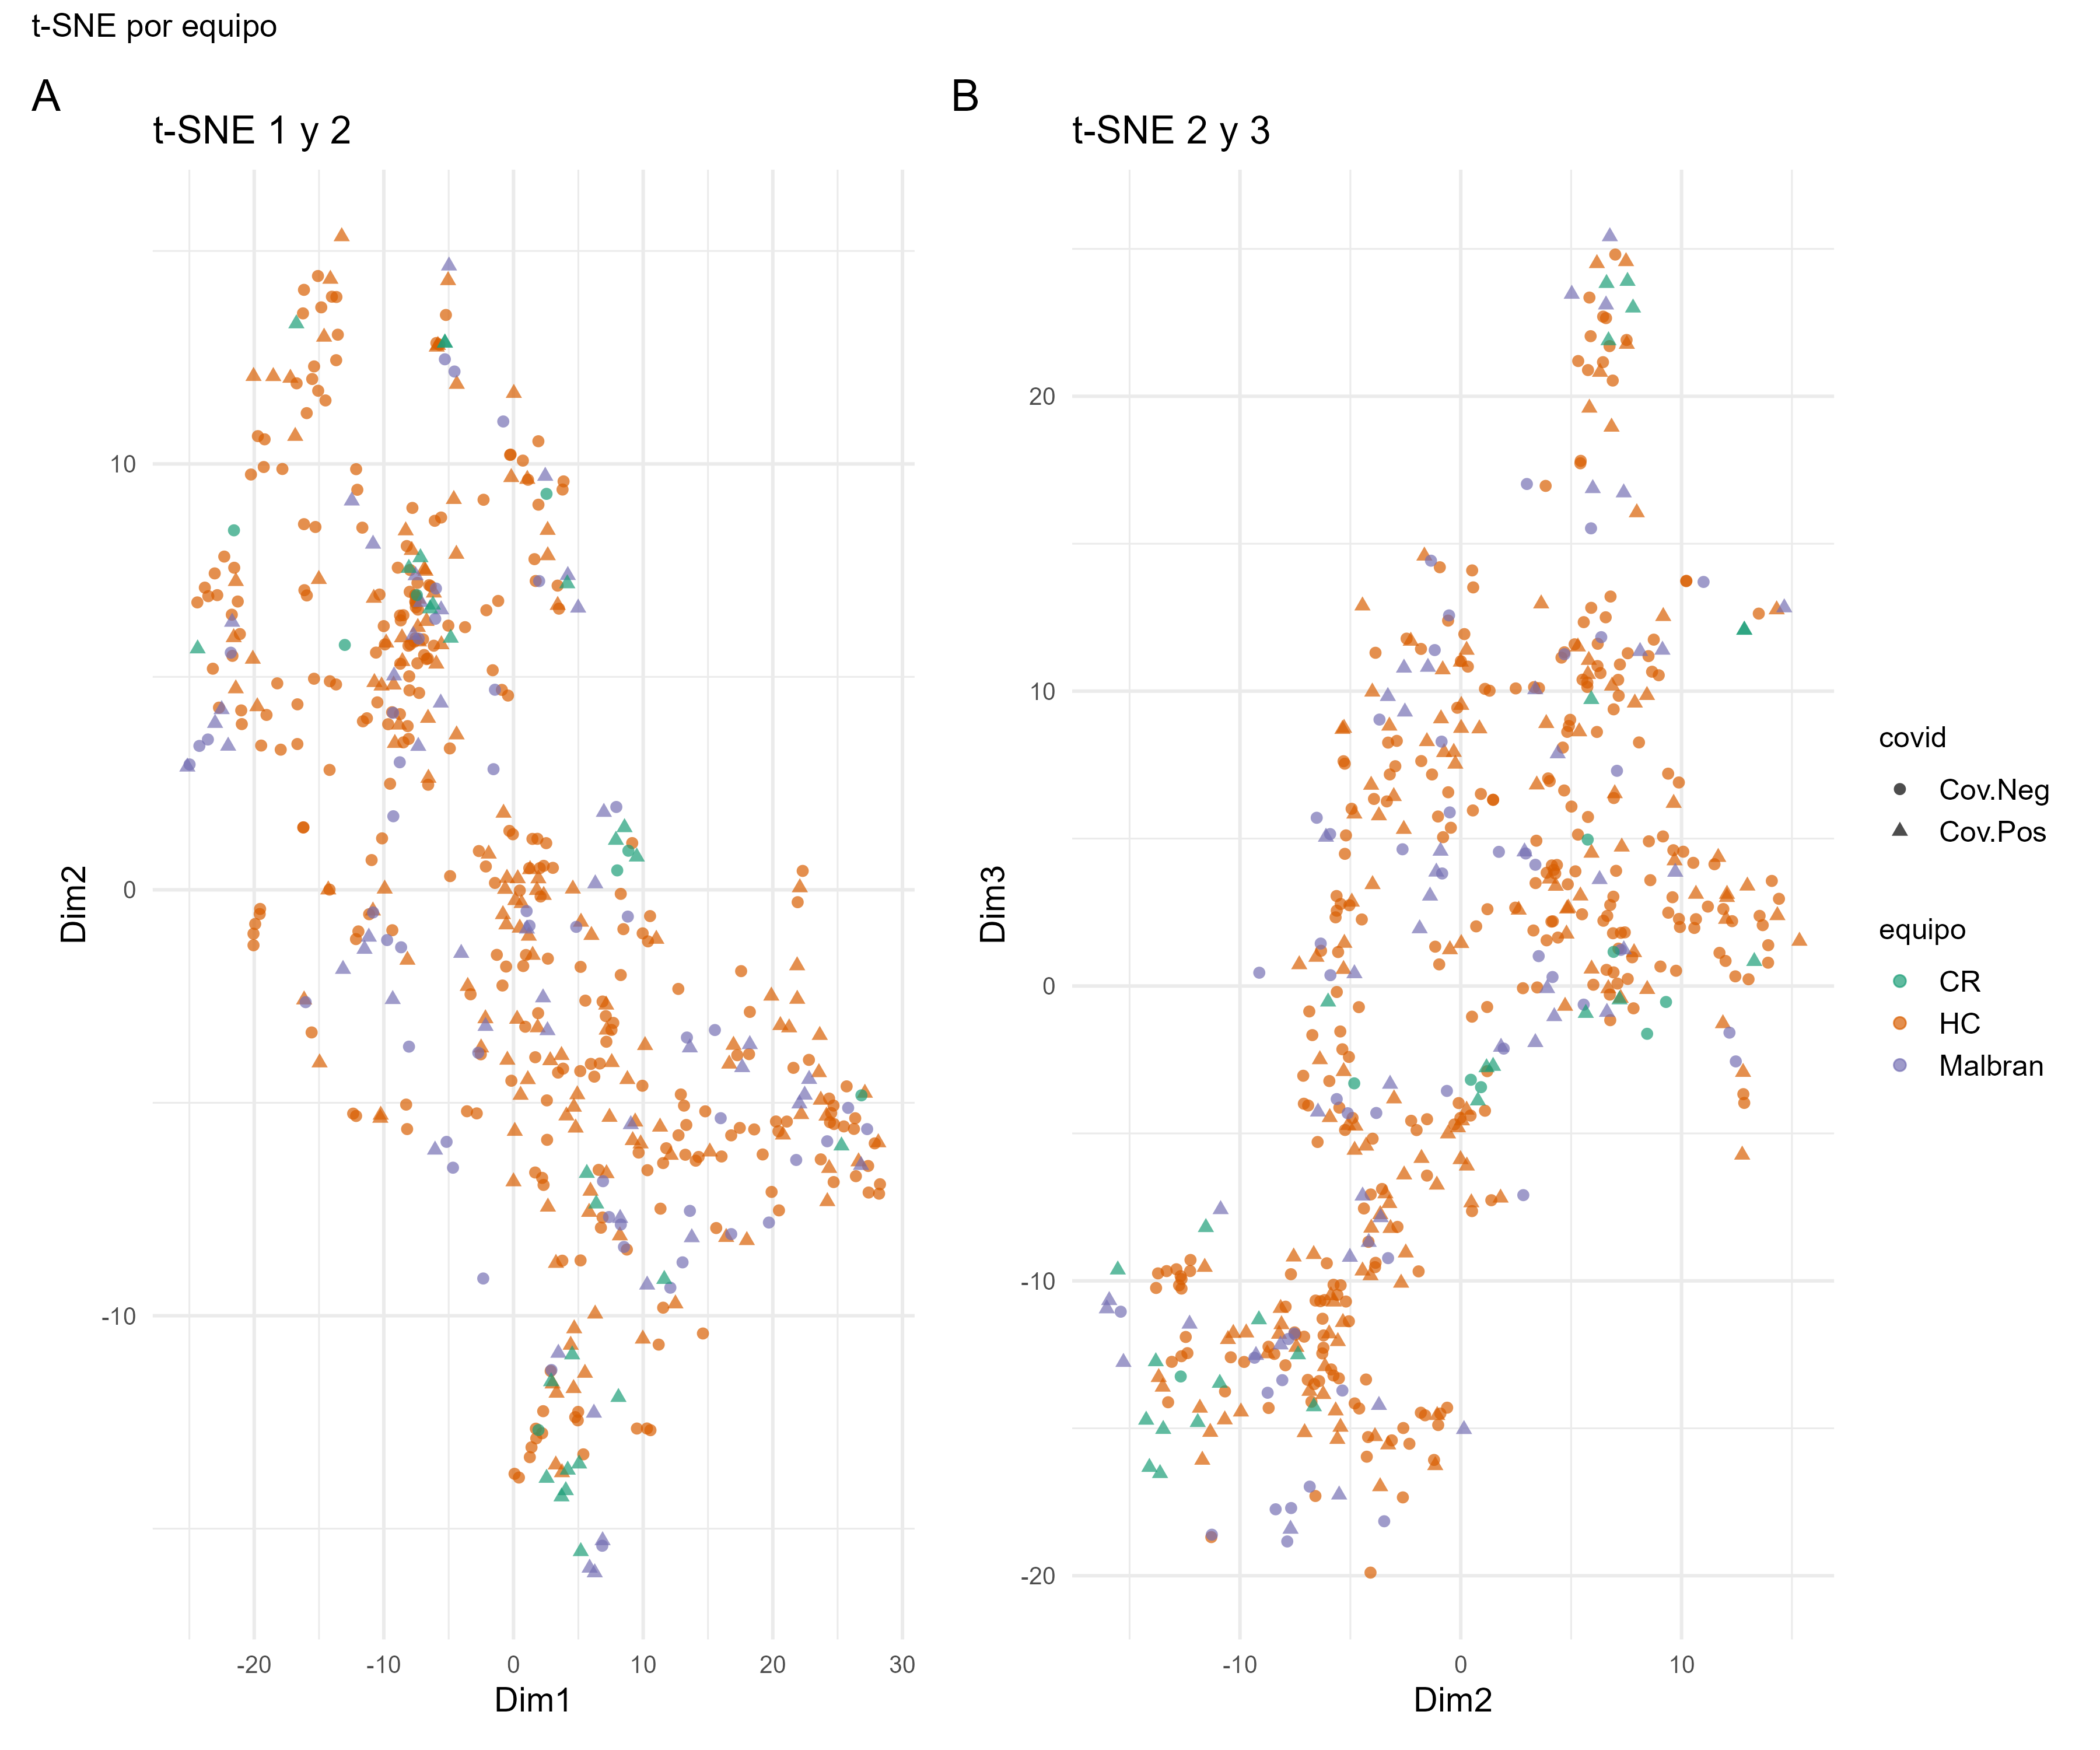 t-SNE por equipo
A
t-SNE 1 y 2
10
0
-10
Dim2
-20
-10
0
10
20
30
Dim1
B
t-SNE 2 y 3
20
10
0
-10
-20
Dim3
-10
0
10
Dim2
covid
Cov.Neg
Cov.Pos
equipo
CR
HC
Malbran